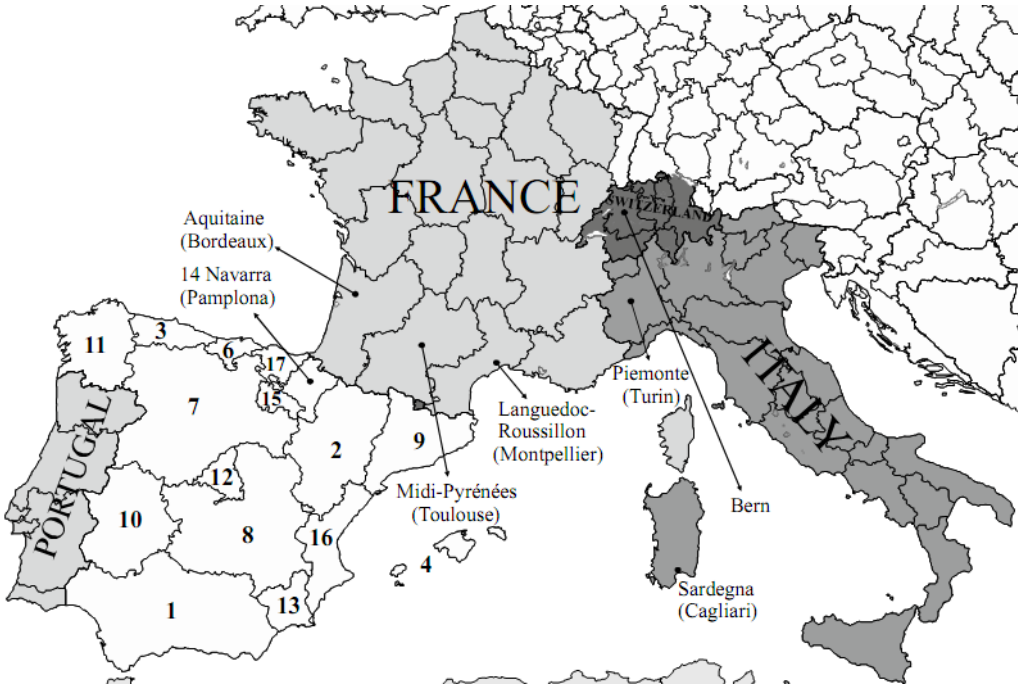 FRANCE
SWITZERLAND
Aquitaine
(Bordeaux)
14 Navarra
(Pamplona)
3
11
6
17
15
7
Piemonte
(Turin)
ITALY
PORTUGAL
Languedoc-
Roussillon
(Montpellier)
9
2
12
Midi-Pyrénées
(Toulouse)
Bern
10
8
16
4
Sardegna
(Cagliari)
1
13